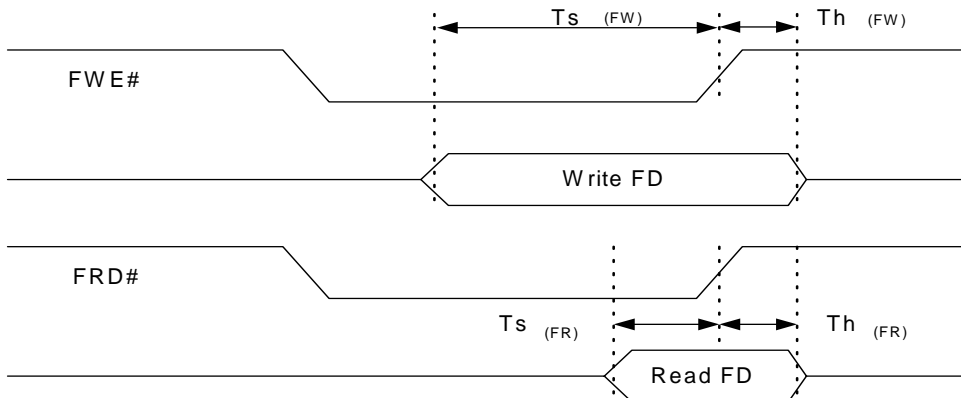 Ts (FW) Th (FW)
FWE#
Write FD
FRD#
Ts (FR) Th (FR)
Read FD